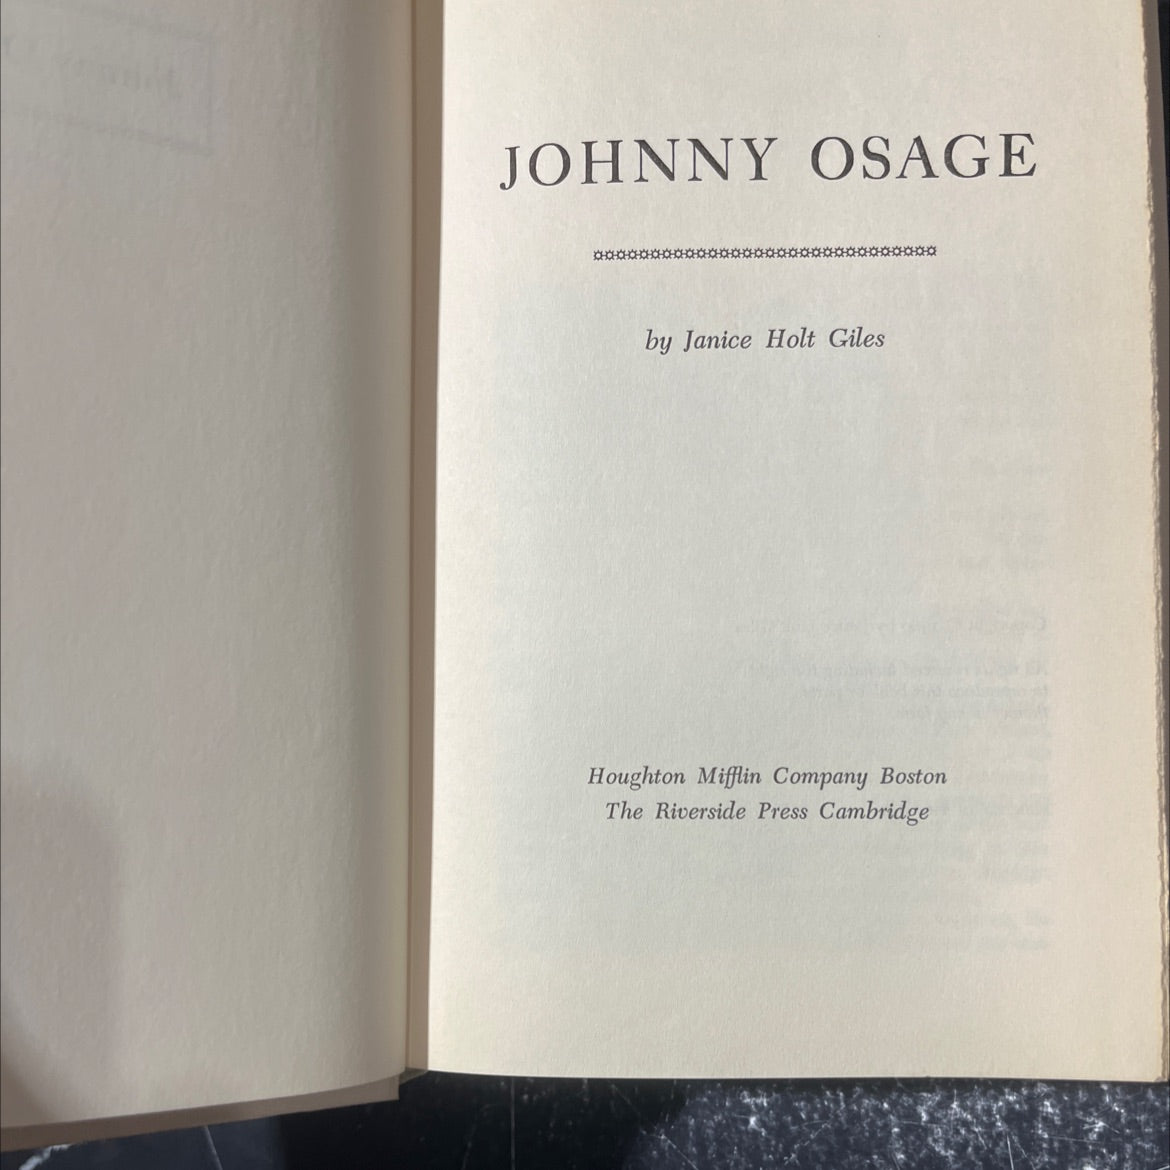 JOHNNY OSAGE
by Janice Holt Giles
Houghton Mifflin Company Boston
The Riverside Press Cambridge